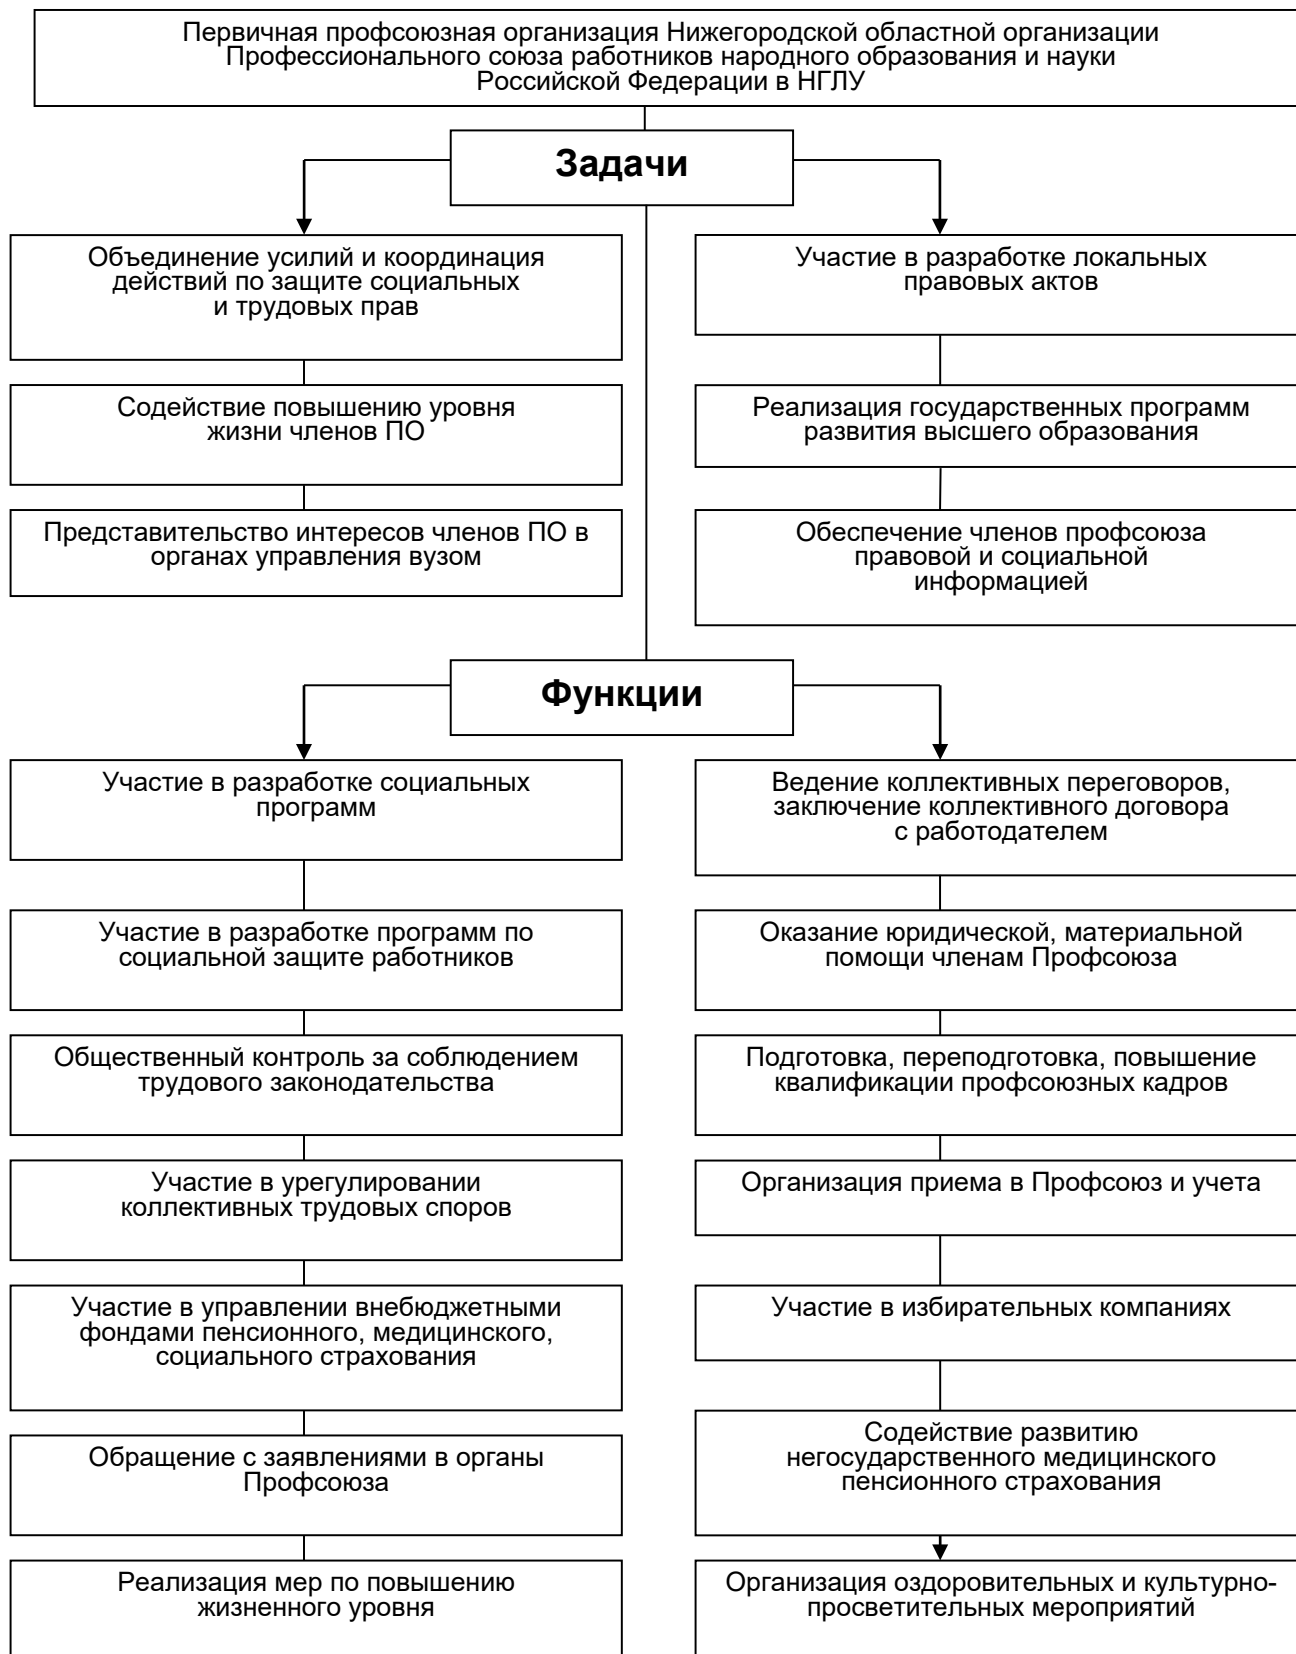 Первичная профсоюзная организация Нижегородской областной организации
Профессионального союза работников народного образования и науки
Российской Федерации в НГЛУ
Задачи
Объединение усилий и координация
действий по защите социальных
и трудовых прав
Содействие повышению уровня
жизни членов ПО
Представительство интересов членов ПО в
органах управления вузом
Участие в разработке локальных
правовых актов
Реализация государственных программ
развития высшего образования
Обеспечение членов профсоюза
правовой и социальной
информацией
Функции
Участие в разработке социальных
программ
Участие в разработке программ по
социальной защите работников
Общественный контроль за соблюдением
трудового законодательства
Участие в урегулировании
коллективных трудовых споров
Участие в управлении внебюджетными
фондами пенсионного, медицинского,
социального страхования
Обращение с заявлениями в органы
Профсоюза
Реализация мер по повышению
жизненного уровня
Ведение коллективных переговоров,
заключение коллективного договора
с работодателем
Оказание юридической, материальной
помощи членам Профсоюза
Подготовка, переподготовка, повышение
квалификации профсоюзных кадров
Организация приема в Профсоюз и учета
Участие в избирательных компаниях
Содействие развитию
негосударственного медицинского
пенсионного страхования
Организация оздоровительных и культурно-
просветительных мероприятий